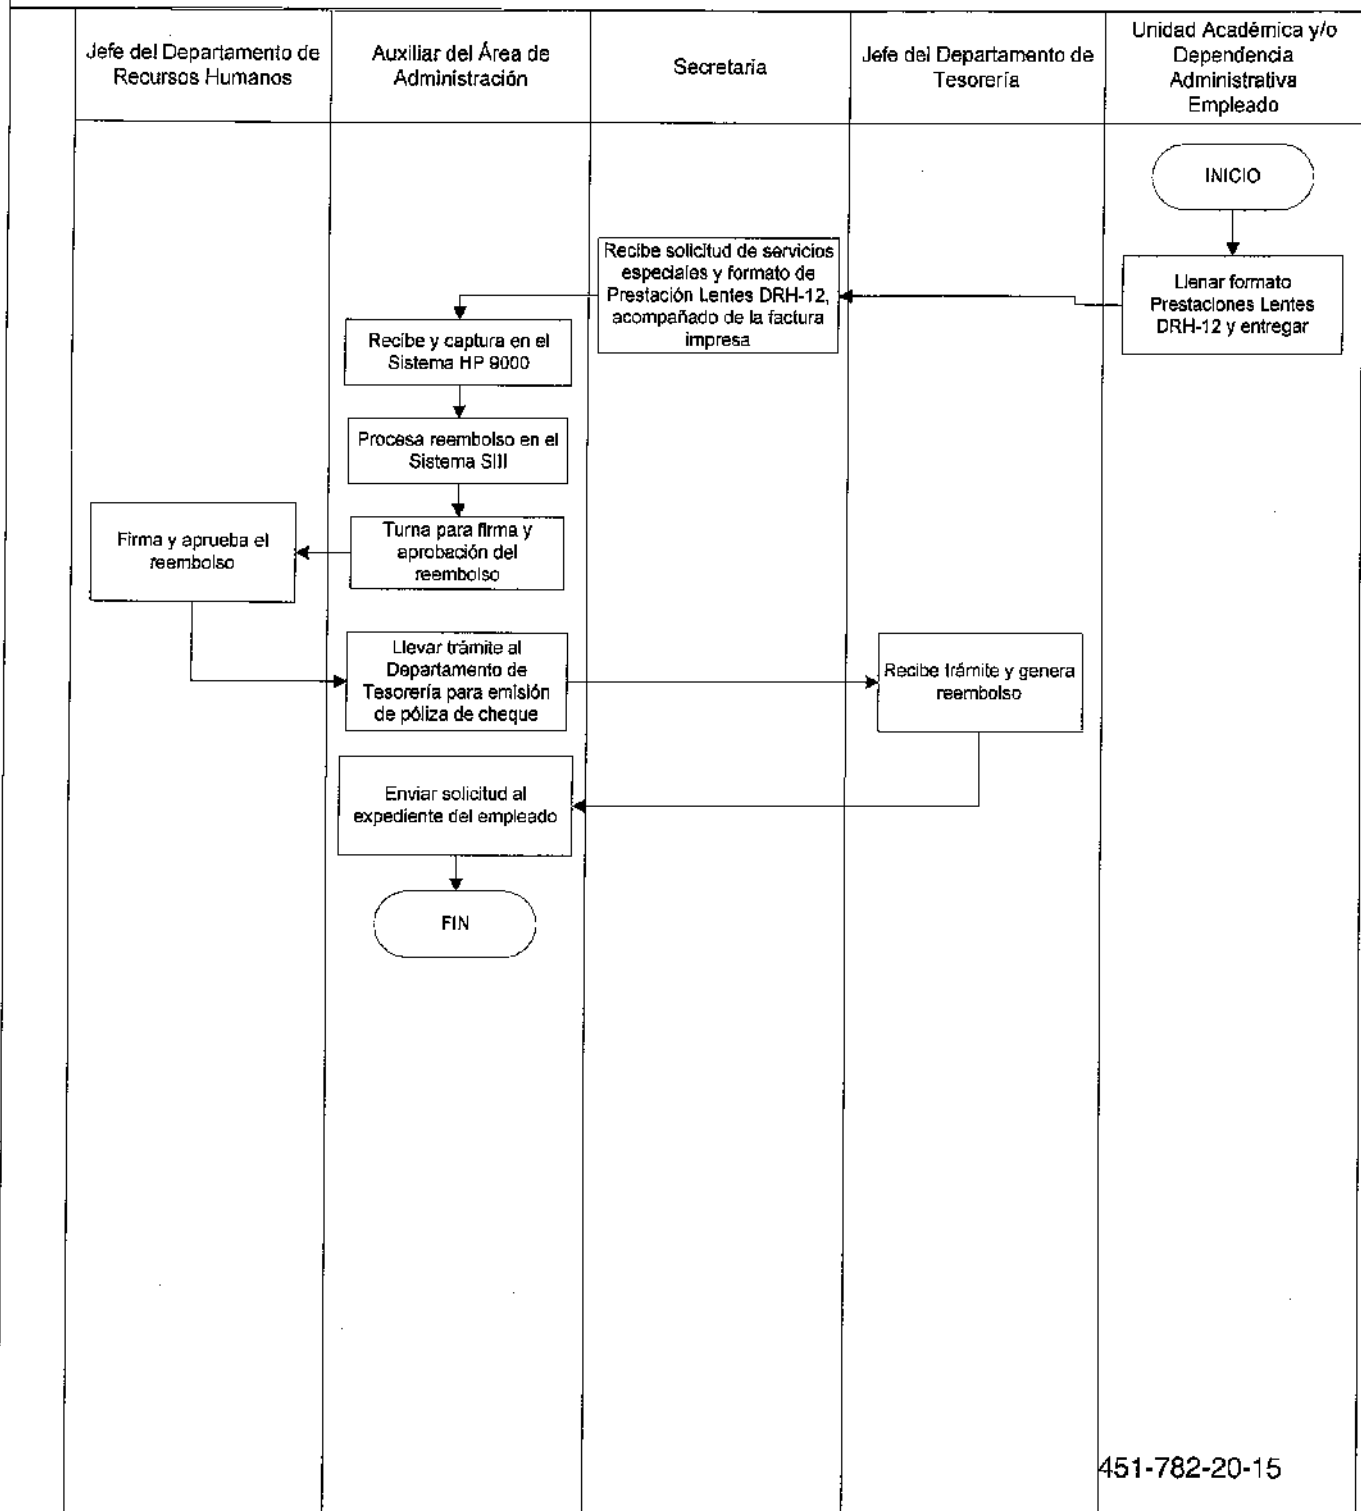 Jefe del Departamento de
Recursos Humanos
Auxiliar del Área de
Administración
Secretaria
Jefe del Departamento de
Tesorería
Unidad Académica y/o
Dependencia
Administrativa
Empleado
INICIO
Llenar formato
Prestaciones Lentes
DRH-12 y entregar
Recibe solicitud de servicios
especiales y formato de
Prestación Lentes DRH-12,
acompañado de la factura
impresa
Recibe y captura en el
Sistema HP 9000
Procesa reembolso en el
Sistema SIII
Turna para firma y
aprobación del
reembolso
Firma y aprueba el
reembolso
Llevar trámite al
Departamento de
Tesorería para emisión
de póliza de cheque
Recibe trámite y genera
reembolso
Enviar solicitud al
expediente del empleado
FIN
451-782-20-15